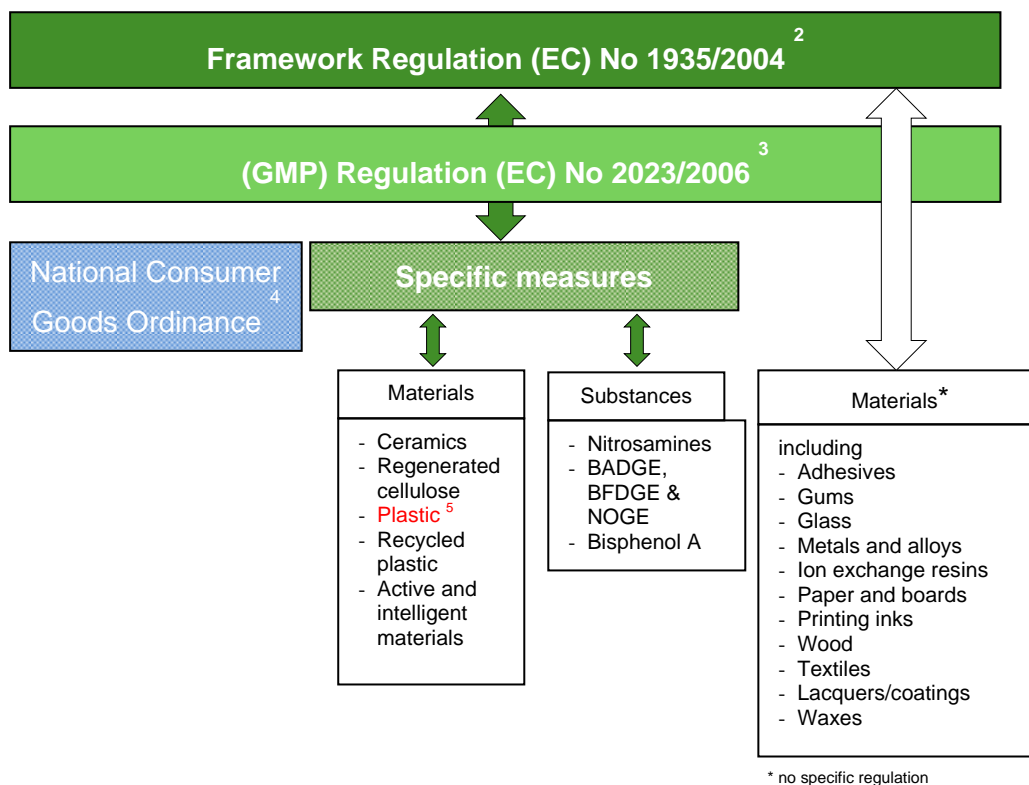 Framework Regulation (EC) No 1935/2004 2
(GMP) Regulation (EC) No 2023/2006 3
National Consumer
Goods Ordinance 4
Specific measures
Materials
- Ceramics
- Regenerated
cellulose
- Plastic 5
- Recycled
plastic
- Active and
intelligent
materials
Substances
- Nitrosamines
- BADGE,
BFDGE &
NOGE
- Bisphenol A
Materials*
including
- Adhesives
- Gums
- Glass
- Metals and alloys
- Ion exchange resins
- Paper and boards
- Printing inks
- Wood
- Textiles
- Lacquers/coatings
- Waxes
* no specific regulation